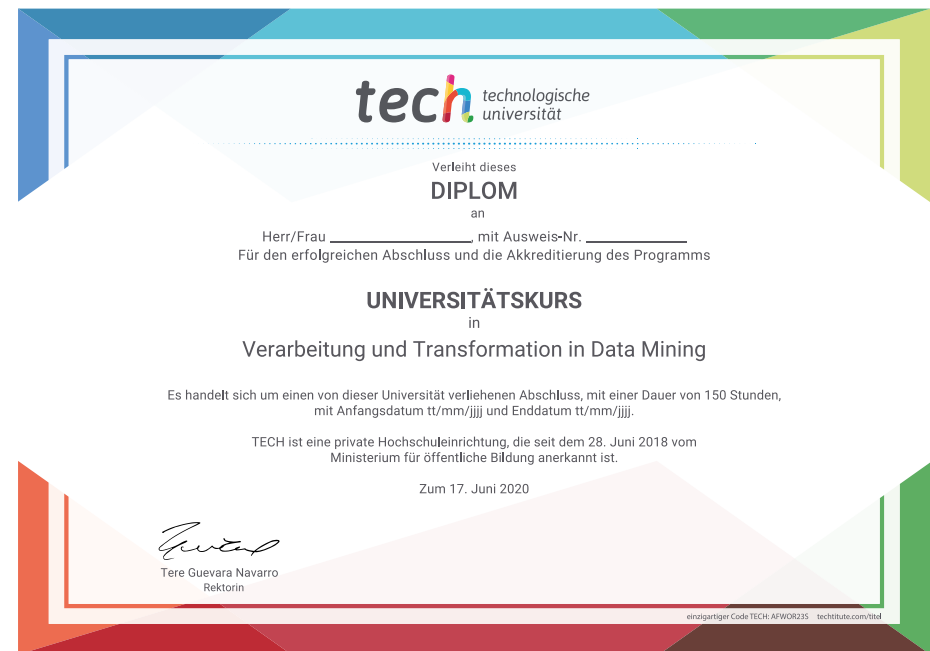 tech technologische
universität
Verleiht dieses
DIPLOM
an
Herr/Frau ____________________, mit Ausweis-Nr. ______________
Für den erfolgreichen Abschluss und die Akkreditierung des Programms
UNIVERSITÄTSKURS
in
Verarbeitung und Transformation in Data Mining
Es handelt sich um einen von dieser Universität verliehenen Abschluss, mit einer Dauer von 150 Stunden,
mit Anfangsdatum tt/mm/jjjj und Enddatum tt/mm/jjjj.
TECH ist eine private Hochschuleinrichtung, die seit dem 28. Juni 2018 vom
Ministerium für öffentliche Bildung anerkannt ist.
Zum 17. Juni 2020
Tere Guevara Navarro
Rektorin
einzigartiger Code TECH: AFWOR23S techtitute.com/titel